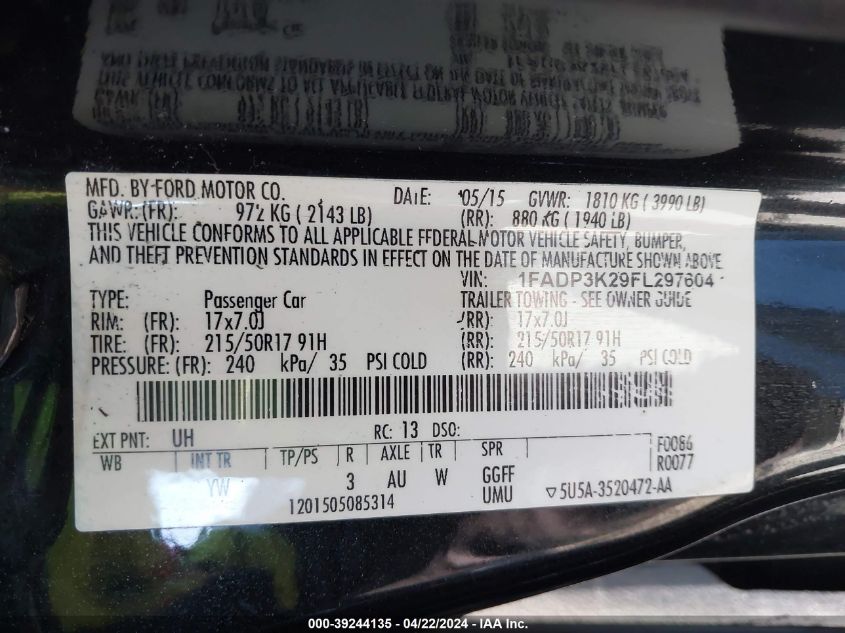 MFD. BY FORD MOTOR CO. DATE: 05/15 GVWR: 1810 KG ( 3990 LB)
GAWR:(FR): 972 KG ( 2143 LB) (RR): 880 KG ( 1940 LB)
THIS VEHICLE CONFORMS TO ALL APPLICABLE FEDERAL MOTOR VEHICLE SAFETY, BUMPER,
AND THEFT PREVENTION STANDARDS IN EFFECT ON THE DATE OF MANUFACTURE SHOWN ABOVE
VIN: 1FADP3K29FL297604
TYPE: Passenger Car TRAILER TOWING - SEE OWNER GUIDE
RIM: (FR): 17x7.0J (RR): 17x7.0J
TIRE: (FR): 215/50R17 91H (RR): 215/50R17 91H
PRESSURE: (FR): 240 kPa/ 35 PSI COLD (RR): 240 kPa/ 35 PSI COLD
EXT PNT: UH RC: 13 DSO: F0086
WB INT TR TP/PS R AXLE TR SPR R0077
YW 3 AU W GGFF
1201505085314 UMU ▽5U5A-3520472-AA
000-39244135 - 04/22/2024 - IAA Inc.